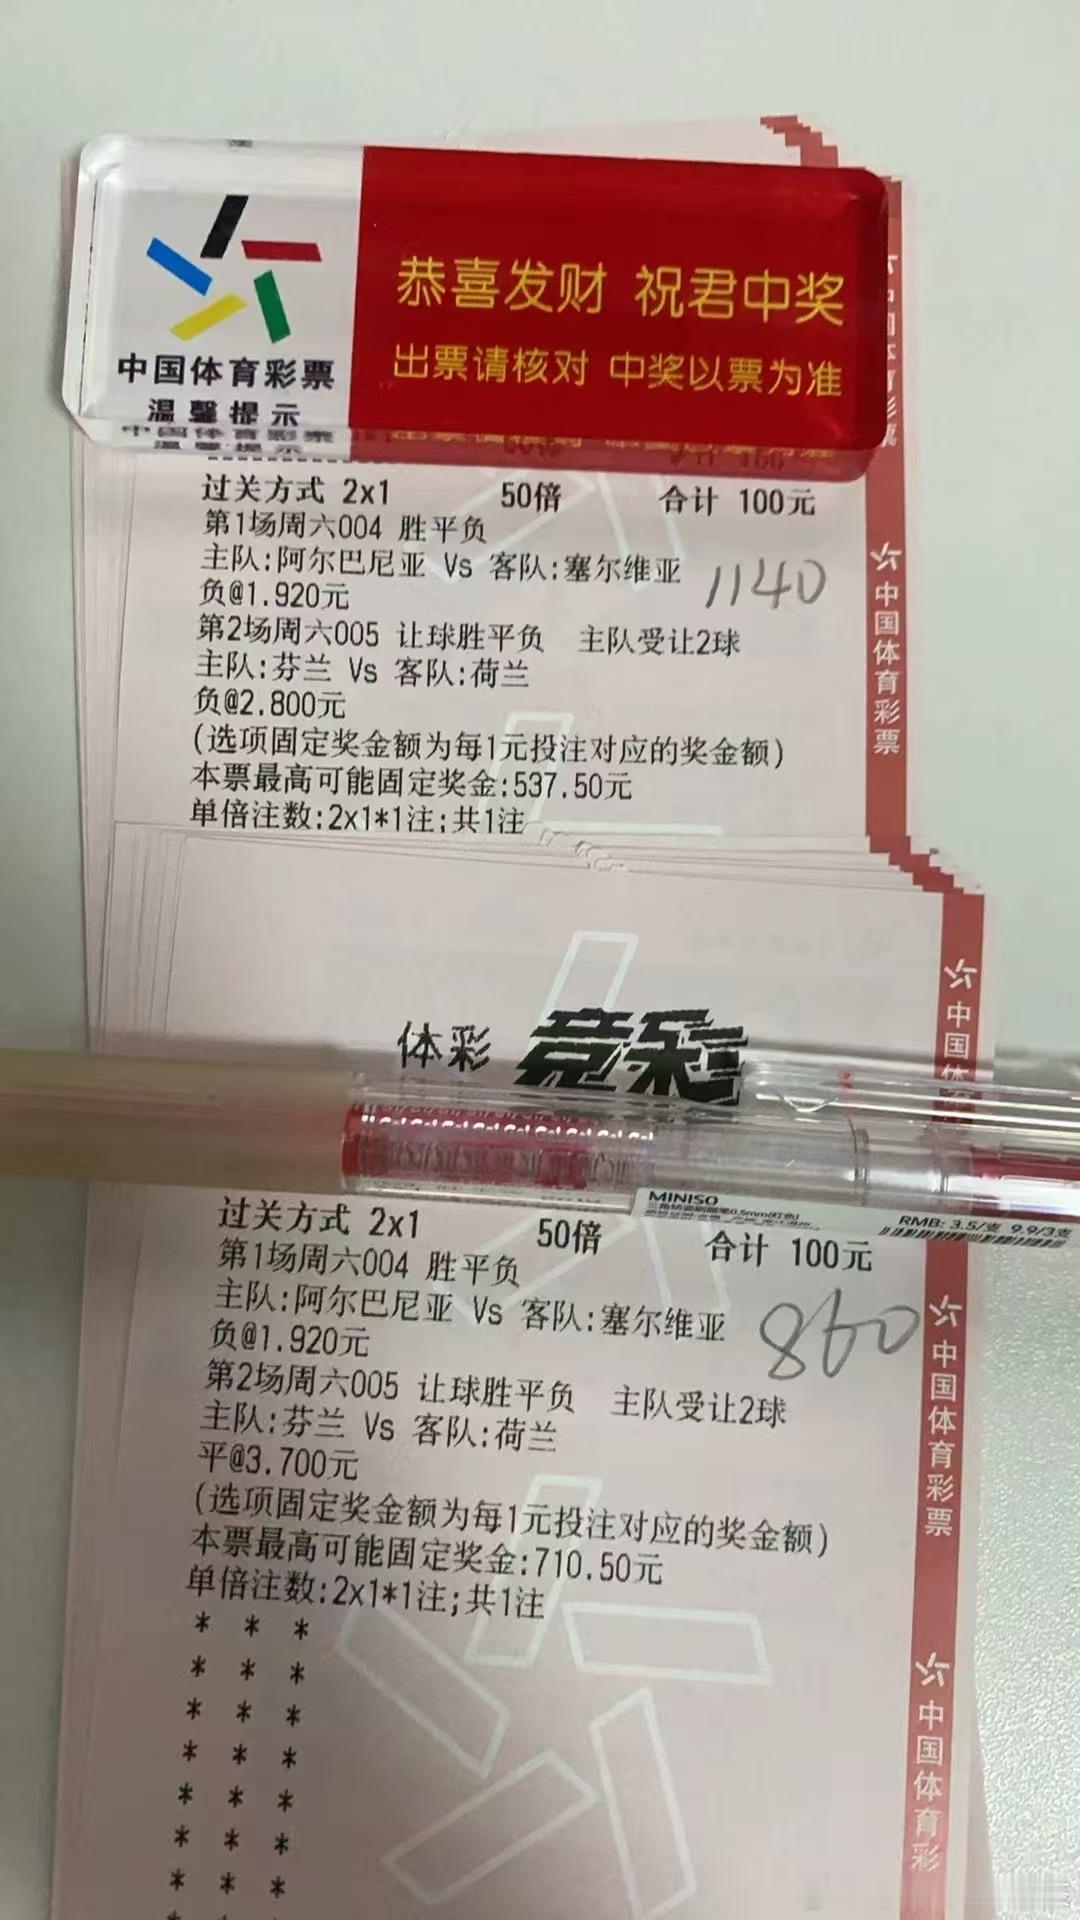 恭喜发财 祝君中奖
出票请核对 中奖以票为准
中国体育彩票
温馨提示
过关方式 2x1 50倍 合计 100元
第1场周六004 胜平负
主队:阿尔巴尼亚 Vs 客队:塞尔维亚
负@1.920元
1140
第2场周六005 让球胜平负 主队受让2球
主队:芬兰 Vs 客队:荷兰
负@2.800元
(选项固定奖金额为每1元投注对应的奖金额)
本票最高可能固定奖金:537.50元
单倍注数:2x1*1注;共1注
中国体育彩票
体彩 竞彩
中国体
MINISO
RMB: 3.5/支 9.9/3支
过关方式 2x1 50倍 合计 100元
第1场周六004 胜平负
主队:阿尔巴尼亚 Vs 客队:塞尔维亚
负@1.920元
860
第2场周六005 让球胜平负 主队受让2球
主队:芬兰 Vs 客队:荷兰
平@3.700元
(选项固定奖金额为每1元投注对应的奖金额)
本票最高可能固定奖金:710.50元
单倍注数:2x1*1注;共1注
* * *
* * *
* * *
* * *
* * *
* * *
* * *
中国体育彩票
中国体育彩